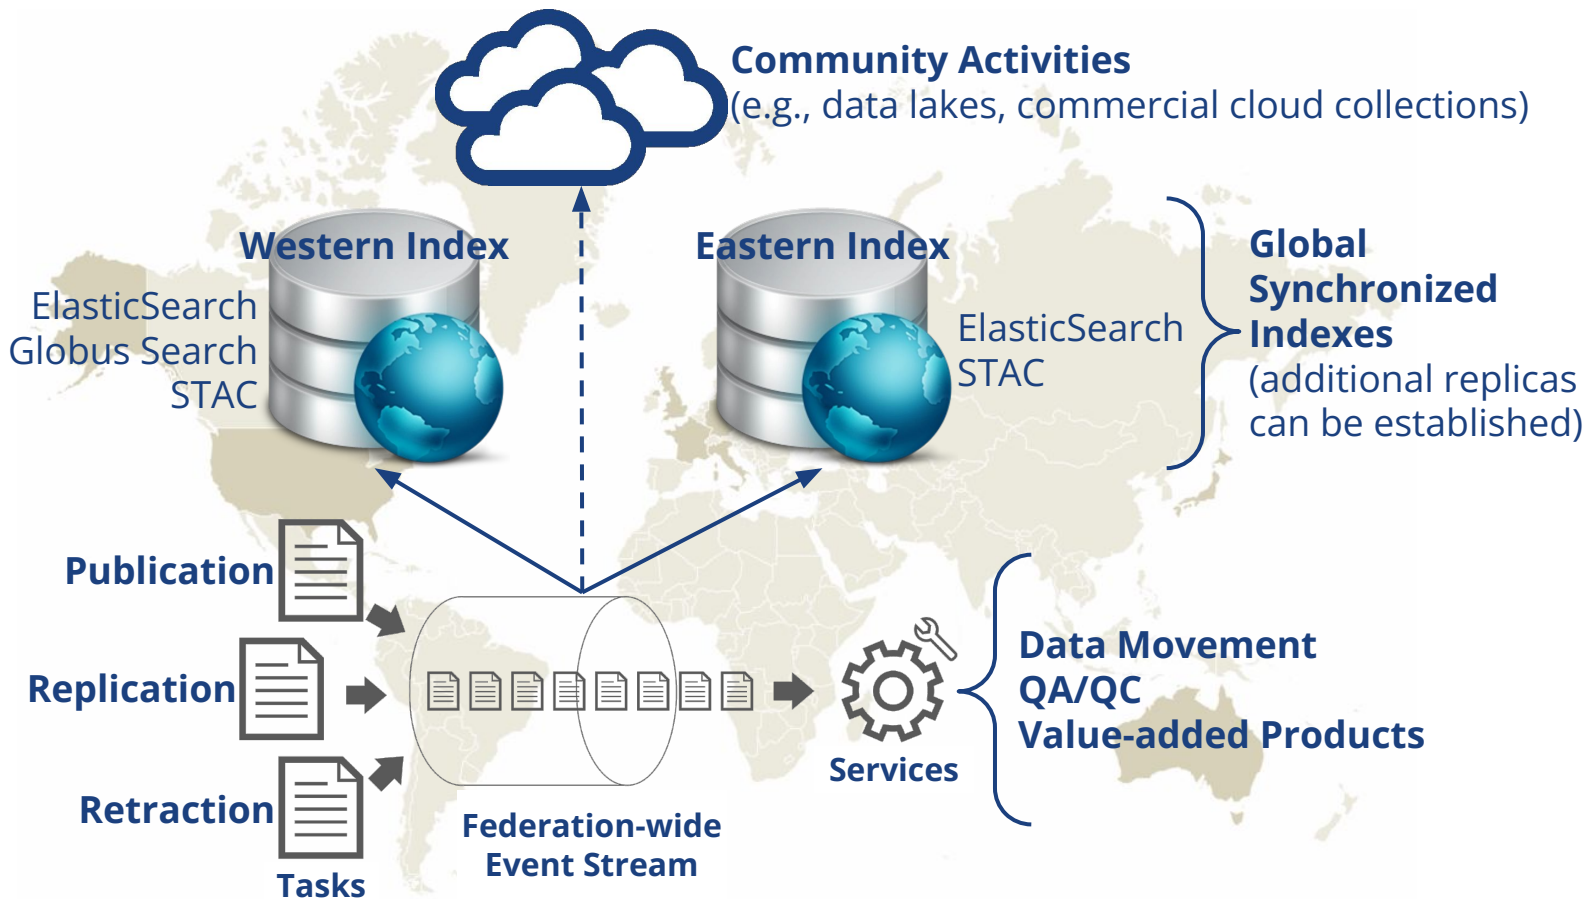 Community Activities
(e.g., data lakes, commercial cloud collections)
Western Index
Eastern Index
ElasticSearch
Globus Search
STAC
ElasticSearch
STAC
Global
Synchronized
Indexes
(additional replicas
can be established)
Publication
Replication
Retraction
Tasks
Federation-wide
Event Stream
Services
Data Movement
QA/QC
Value-added Products